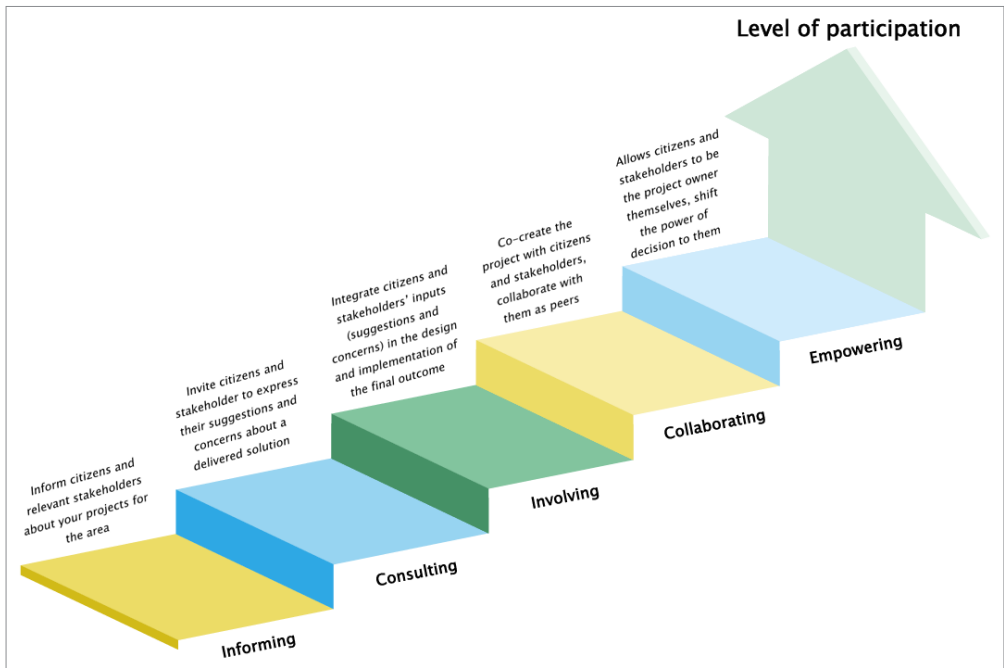 Level of participation
Allows citizens and
stakeholders to be
the project owner
themselves, shift
the power of
decision to them
Empowering
Co-create the
project with citizens
and stakeholders,
collaborate with
them as peers
Collaborating
Integrate citizens and
stakeholders' inputs
(suggestions and
concerns) in the design
and implementation of
the final outcome
Involving
Invite citizens and
stakeholder to express
their suggestions and
concerns about a
delivered solution
Consulting
Inform citizens and
relevant stakeholders
about your projects for
the area
Informing